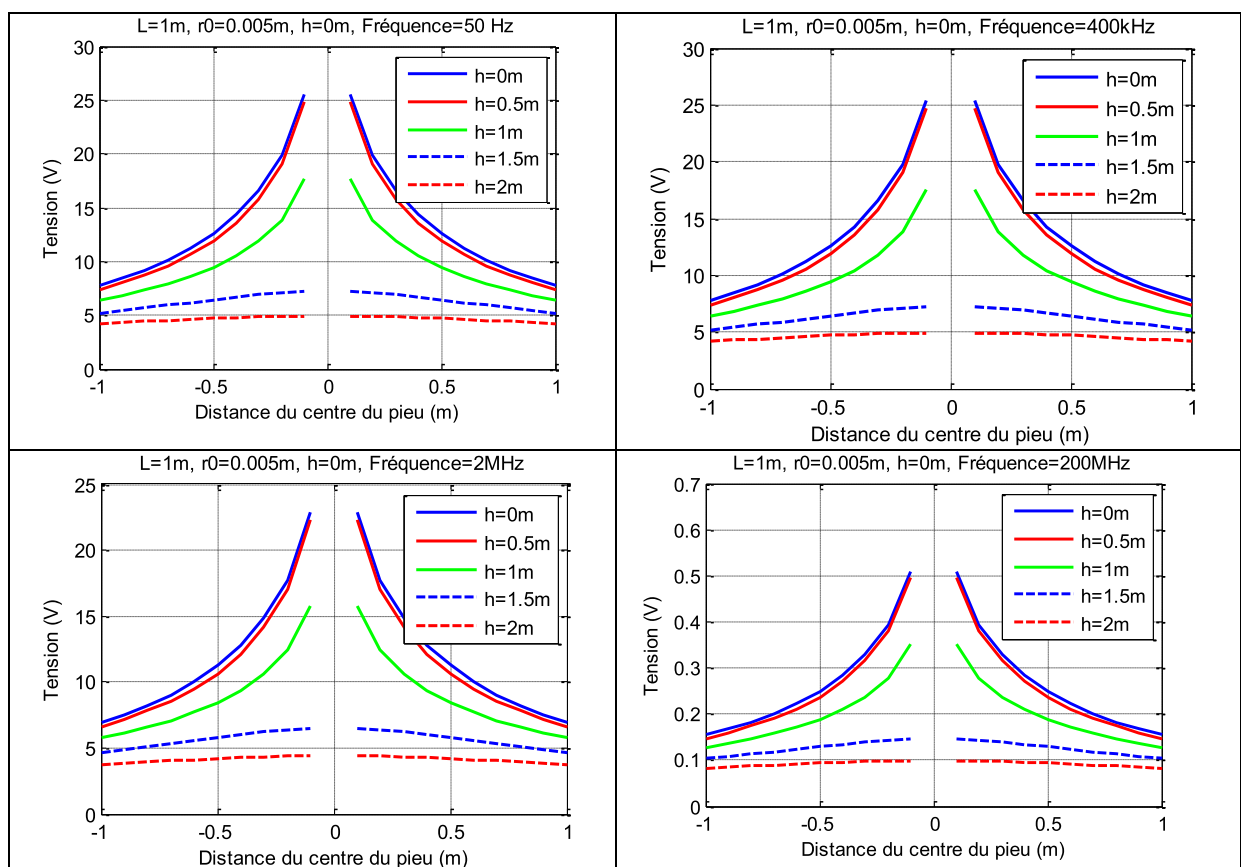 L=1m, r0=0.005m, h=0m, Fréquence=50 Hz
30
25
20
15
10
5
0
-1
-0.5
0
0.5
1
Tension (V)
Distance du centre du pieu (m)
h=0m
h=0.5m
h=1m
h=1.5m
h=2m
L=1m, r0=0.005m, h=0m, Fréquence=400kHz
30
25
20
15
10
5
0
-1
-0.5
0
0.5
1
Tension (V)
Distance du centre du pieu (m)
h=0m
h=0.5m
h=1m
h=1.5m
h=2m
L=1m, r0=0.005m, h=0m, Fréquence=2MHz
25
20
15
10
5
0
-1
-0.5
0
0.5
1
Tension (V)
Distance du centre du pieu (m)
h=0m
h=0.5m
h=1m
h=1.5m
h=2m
L=1m, r0=0.005m, h=0m, Fréquence=200MHz
0.7
0.6
0.5
0.4
0.3
0.2
0.1
0
-1
-0.5
0
0.5
1
Tension (V)
Distance du centre du pieu (m)
h=0m
h=0.5m
h=1m
h=1.5m
h=2m